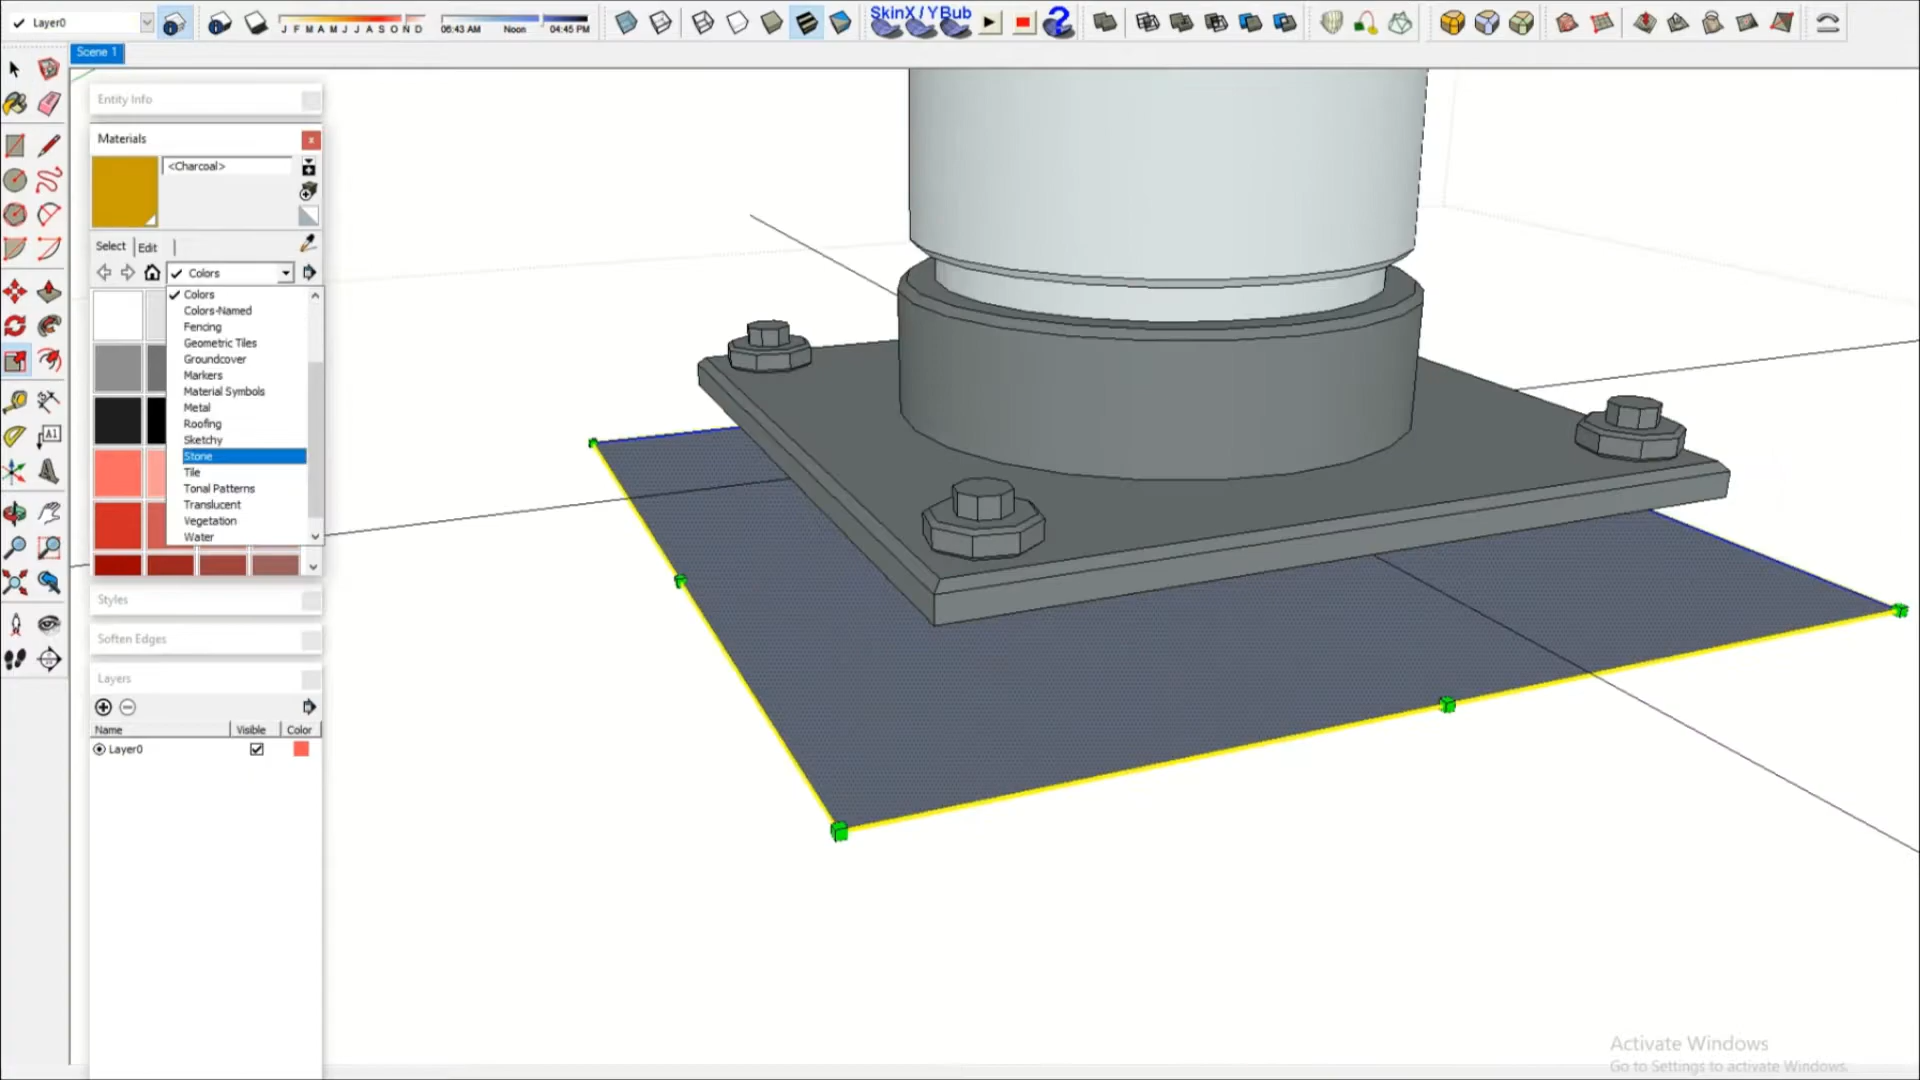 Layer0
J F M A M J J A S O N D
06:43 AM Noon 04:45 PM
SkinX / YBub
Scene 1
Entity Info
Materials
<Charcoal>
Select Edit
Colors
Colors
Colors-Named
Fencing
Geometric Tiles
Groundcover
Markers
Material Symbols
Metal
Roofing
Sketchy
Stone
Tile
Tonal Patterns
Translucent
Vegetation
Water
A1
Styles
Soften Edges
Layers
Name Visible Color
Layer0
Activate Windows
Go to Settings to activate Windows.